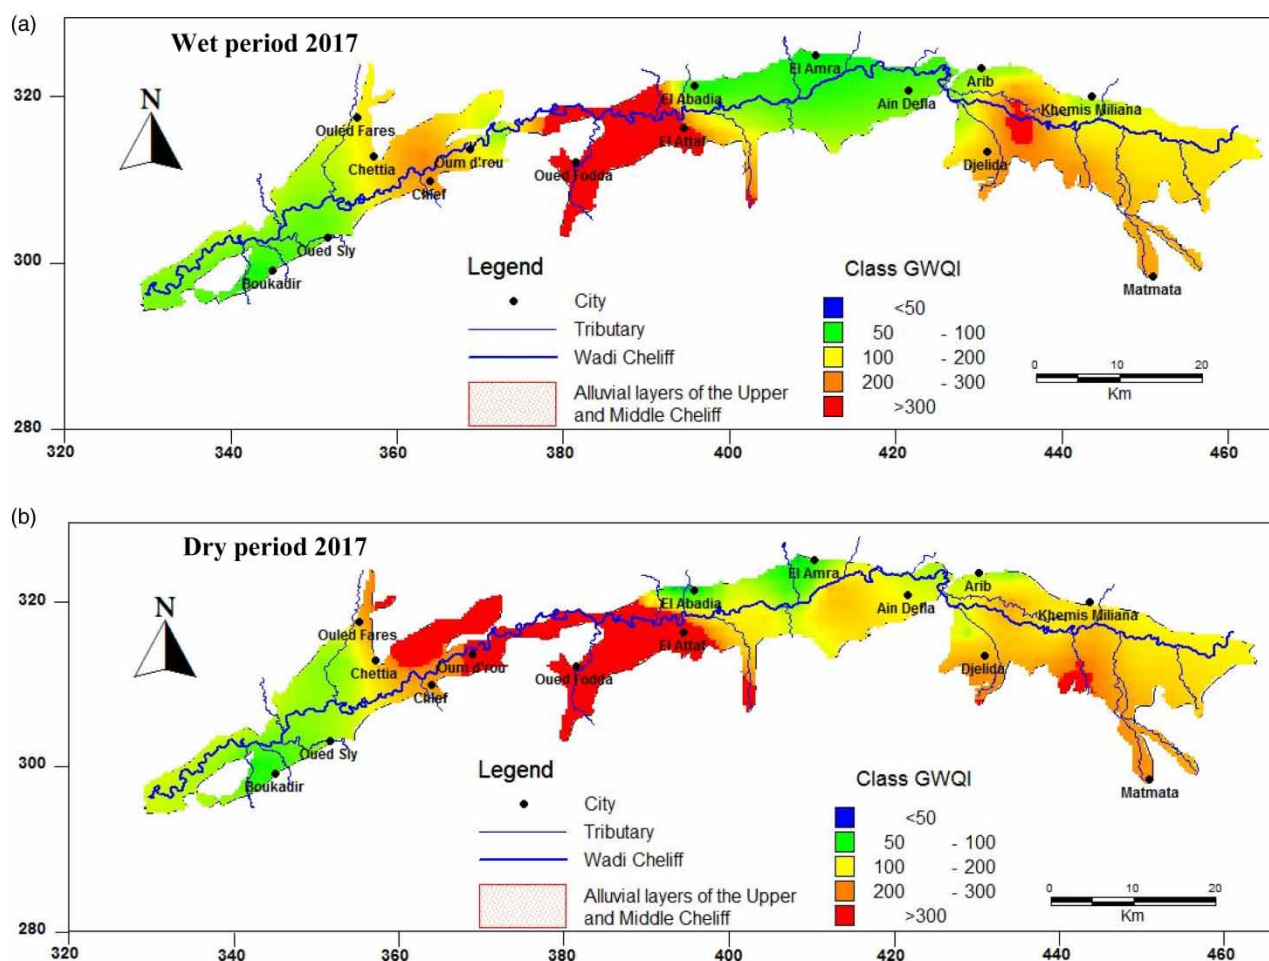 (a)
Wet period 2017
N
320
300
280
El Amra
Arib
El Abadia
Ain Defla
Khemis Miliana
Ouled Fares
El Attaf
Chettia
Oum d'rou
Oued Fodda
Djelida
Chlef
Oued Sly
Boukadir
Matmata
Legend
City
Tributary
Wadi Cheliff
Alluvial layers of the Upper
and Middle Cheliff
Class GWQI
<50
50 - 100
100 - 200
200 - 300
>300
0 10 20
Km
320 340 360 380 400 420 440 460
(b)
Dry period 2017
N
320
300
280
El Amra
Arib
El Abadia
Ain Defla
Khemis Miliana
Ouled Fares
El Attaf
Chettia
Oum d'rou
Oued Fodda
Djelida
Chlef
Oued Sly
Boukadir
Matmata
Legend
City
Tributary
Wadi Cheliff
Alluvial layers of the Upper
and Middle Cheliff
Class GWQI
<50
50 - 100
100 - 200
200 - 300
>300
0 10 20
Km
320 340 360 380 400 420 440 460